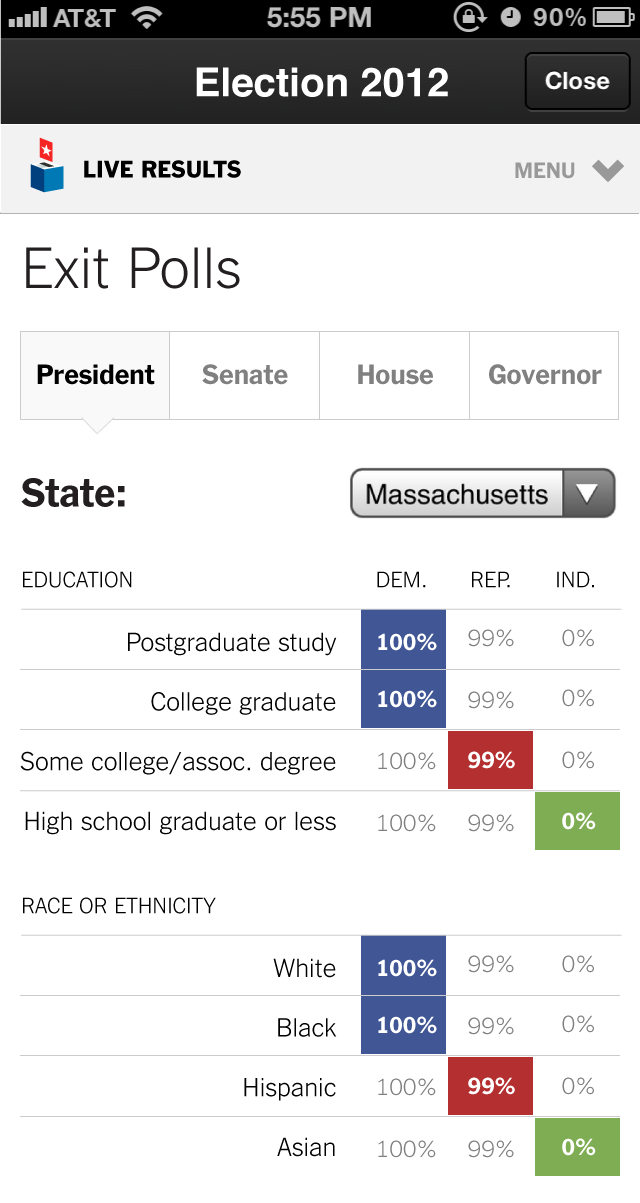 AT&T 5:55 PM 90%
Election 2012 Close
LIVE RESULTS MENU
Exit Polls
President Senate House Governor
State: Massachusetts
EDUCATION DEM. REP. IND.
Postgraduate study 100% 99% 0%
College graduate 100% 99% 0%
Some college/assoc. degree 100% 99% 0%
High school graduate or less 100% 99% 0%
RACE OR ETHNICITY
White 100% 99% 0%
Black 100% 99% 0%
Hispanic 100% 99% 0%
Asian 100% 99% 0%